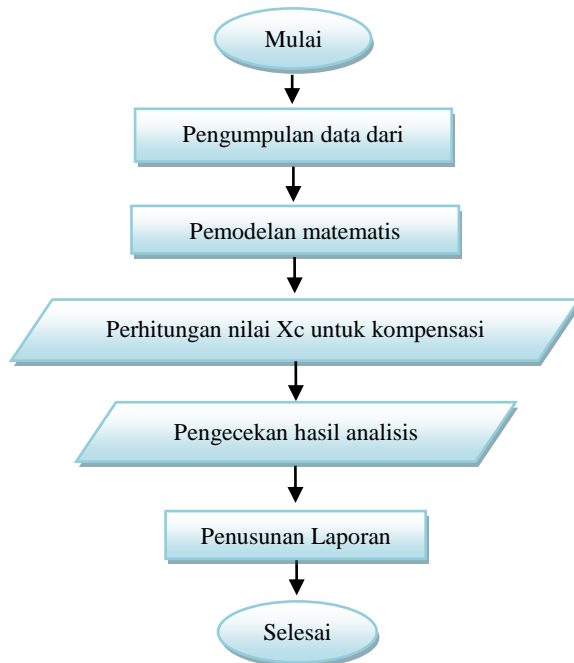 Mulai
Pengumpulan data dari
Pemodelan matematis
Perhitungan nilai Xc untuk kompensasi
Pengecekan hasil analisis
Penusunan Laporan
Selesai